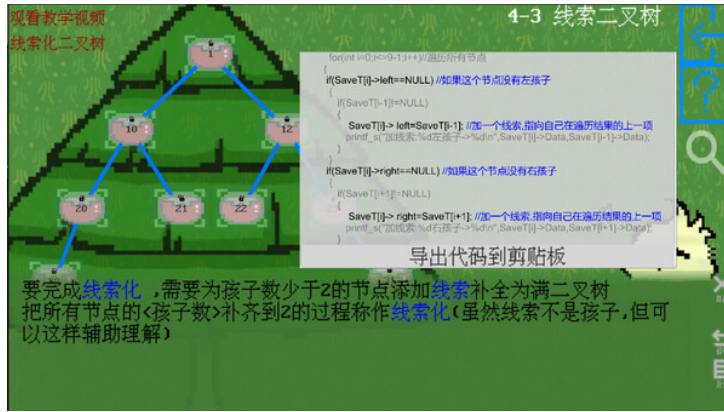 观看教学视频
线索化二叉树
4-3 线索二叉树
1
10
12
20
21
22
for(int i=0;i<=9-1;i++)//遍历所有节点
{
if(SaveT[i]->left==NULL) //如果这个节点没有左孩子
{
if(SaveT[i-1]!=NULL)
{
SaveT[i]-> left=SaveT[i-1]; //加一个线索,指向自己在遍历结果的上一项
printf_s("加线索:%d左孩子->%d\n",SaveT[i]->Data,SaveT[i-1]->Data);
}
}
if(SaveT[i]->right==NULL) //如果这个节点没有右孩子
{
if(SaveT[i+1]!=NULL)
{
SaveT[i]-> right=SaveT[i+1]; //加一个线索,指向自己在遍历结果的上一项
printf_s("加线索:%d右孩子->%d\n",SaveT[i]->Data,SaveT[i+1]->Data);
}
导出代码到剪贴板
要完成线索化 ,需要为孩子数少于2的节点添加线索补全为满二叉树
把所有节点的<孩子数>补齐到2的过程称作线索化(虽然线索不是孩子,但可
以这样辅助理解)